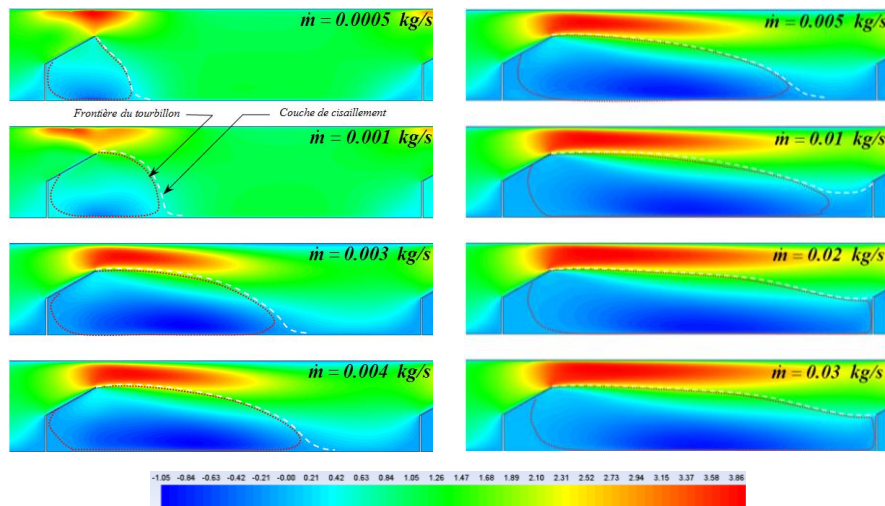 ṁ = 0.0005 kg/s
ṁ = 0.005 kg/s
Frontière du tourbillon
Couche de cisaillement
ṁ = 0.001 kg/s
ṁ = 0.01 kg/s
ṁ = 0.003 kg/s
ṁ = 0.02 kg/s
ṁ = 0.004 kg/s
ṁ = 0.03 kg/s
-1.05 -0.84 -0.63 -0.42 -0.21 -0.00 0.21 0.42 0.63 0.84 1.05 1.26 1.47 1.68 1.89 2.10 2.31 2.52 2.73 2.94 3.15 3.37 3.58 3.86